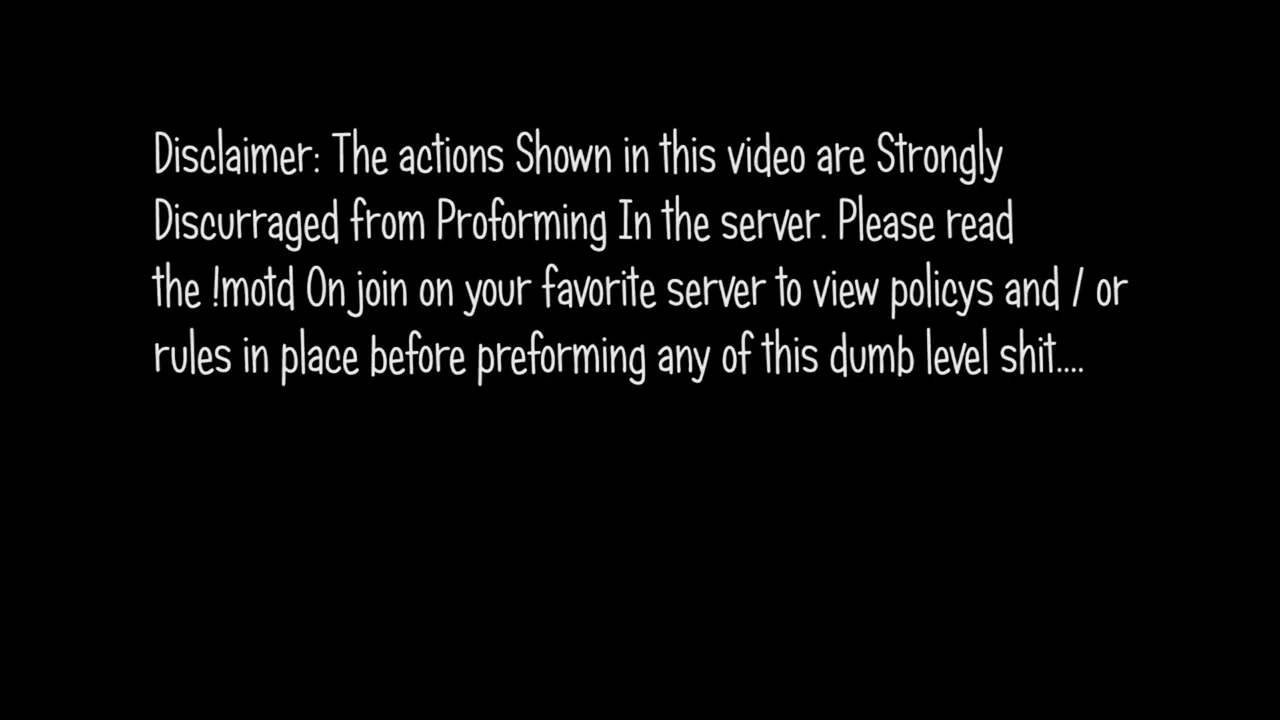 Disclaimer: The actions Shown in this video are Strongly
Discurraged from Proforming In the server. Please read
the !motd On join on your favorite server to view policys and / or
rules in place before preforming any of this dumb level shit....